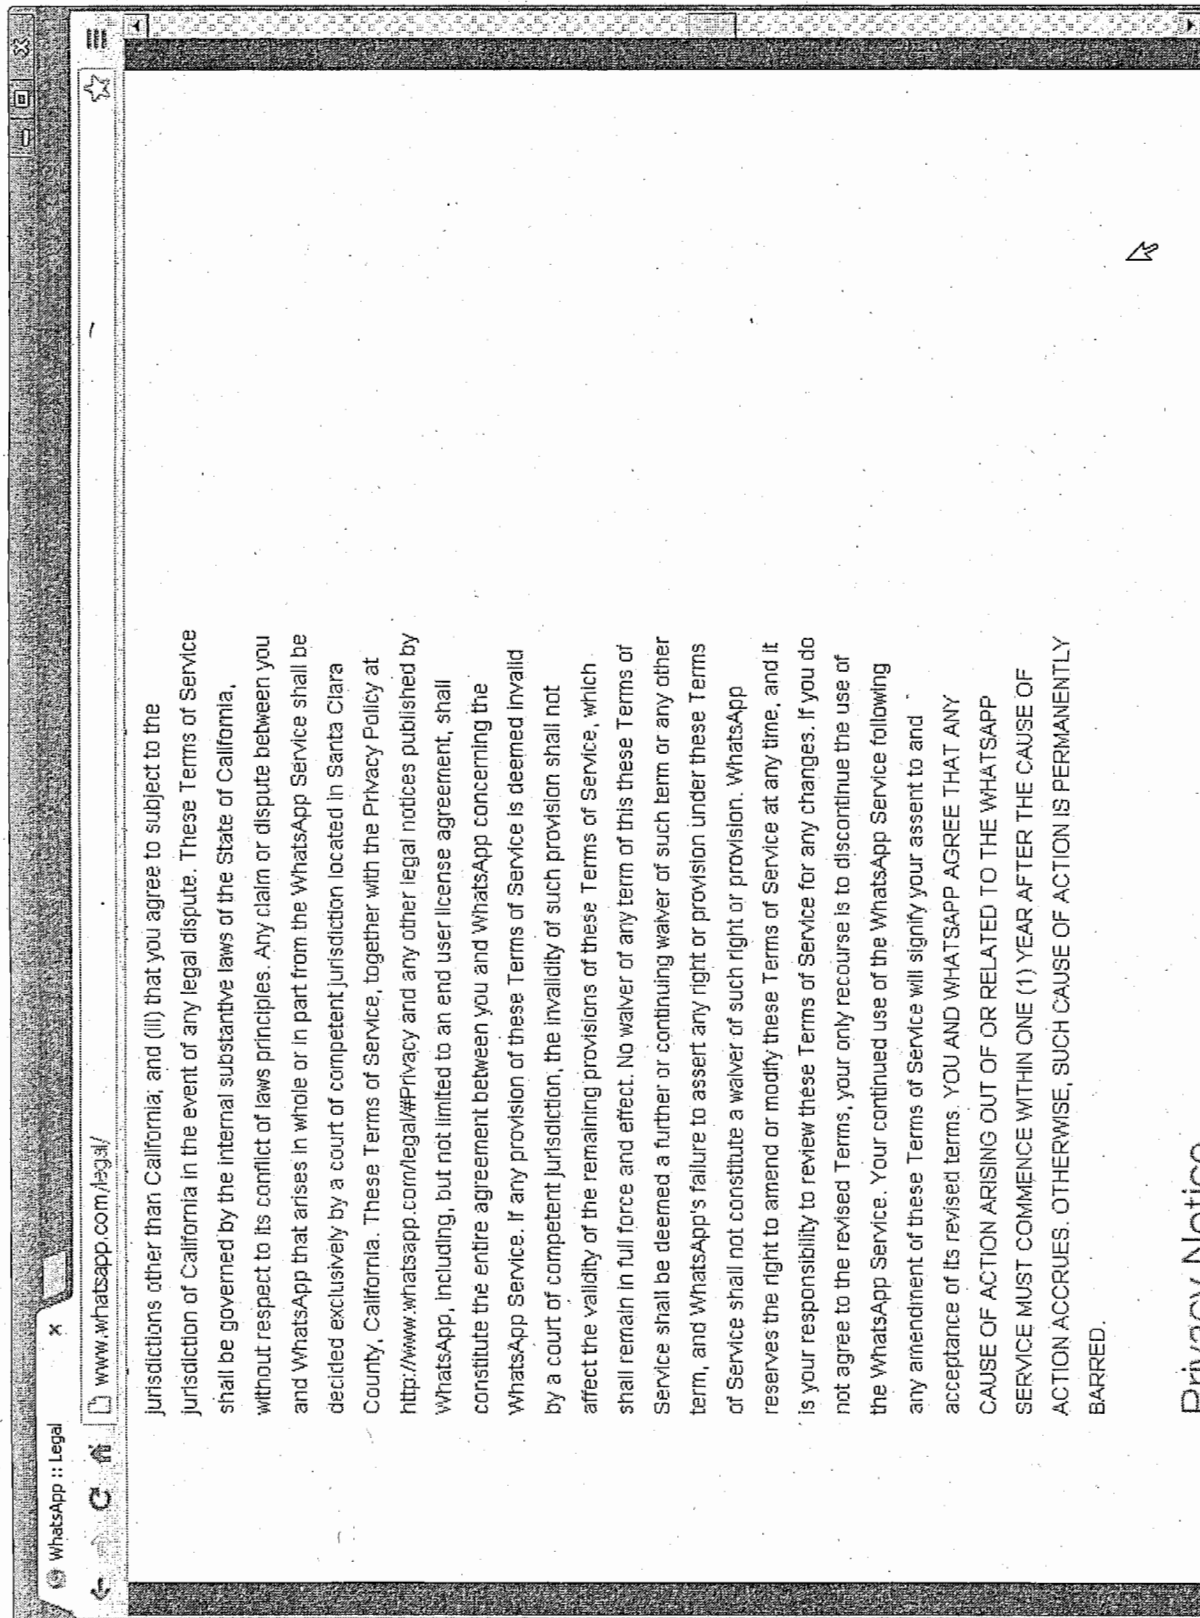 WhatsApp :: Legal
www.whatsapp.com/legal/
jurisdictions other than California; and (iii) that you agree to subject to the
jurisdiction of California in the event of any legal dispute. These Terms of Service
shall be governed by the internal substantive laws of the State of California,
without respect to its conflict of laws principles. Any claim or dispute between you
and WhatsApp that arises in whole or in part from the WhatsApp Service shall be
decided exclusively by a court of competent jurisdiction located in Santa Clara
County, California. These Terms of Service, together with the Privacy Policy at
http://www.whatsapp.com/legal/#Privacy and any other legal notices published by
WhatsApp, including, but not limited to an end user license agreement, shall
constitute the entire agreement between you and WhatsApp concerning the
WhatsApp Service. If any provision of these Terms of Service is deemed invalid
by a court of competent jurisdiction, the invalidity of such provision shall not
affect the validity of the remaining provisions of these Terms of Service, which
shall remain in full force and effect. No waiver of any term of this these Terms of
Service shall be deemed a further or continuing waiver of such term or any other
term, and WhatsApp's failure to assert any right or provision under these Terms
of Service shall not constitute a waiver of such right or provision. WhatsApp
reserves the right to amend or modify these Terms of Service at any time, and it
is your responsibility to review these Terms of Service for any changes. If you do
not agree to the revised Terms, your only recourse is to discontinue the use of
the WhatsApp Service. Your continued use of the WhatsApp Service following
any amendment of these Terms of Service will signify your assent to and
acceptance of its revised terms. YOU AND WHATSAPP AGREE THAT ANY
CAUSE OF ACTION ARISING OUT OF OR RELATED TO THE WHATSAPP
SERVICE MUST COMMENCE WITHIN ONE (1) YEAR AFTER THE CAUSE OF
ACTION ACCRUES. OTHERWISE, SUCH CAUSE OF ACTION IS PERMANENTLY
BARRED.
Privacy Notice